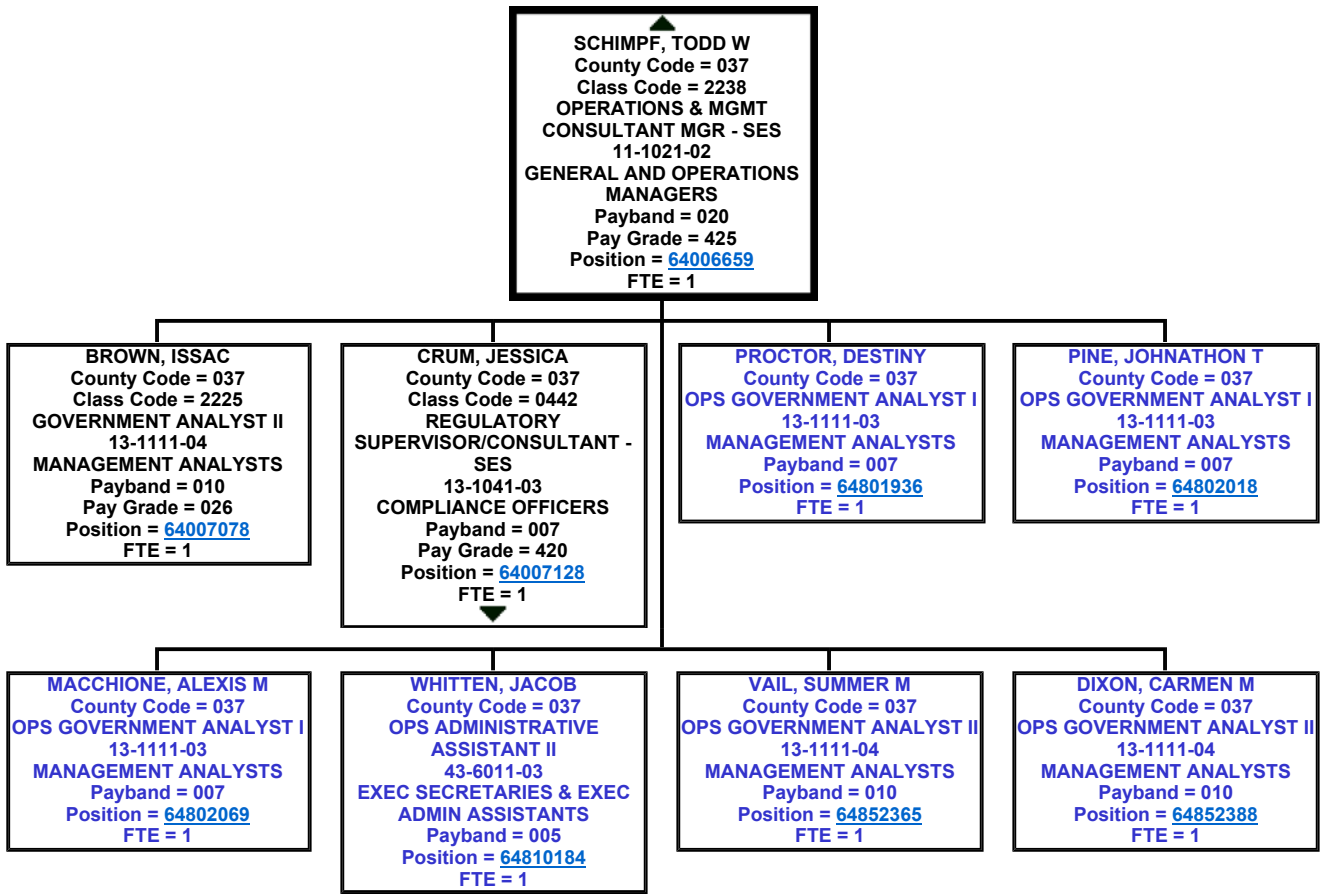 SCHIMPF, TODD W
County Code = 037
Class Code = 2238
OPERATIONS & MGMT
CONSULTANT MGR - SES
11-1021-02
GENERAL AND OPERATIONS
MANAGERS
Payband = 020
Pay Grade = 425
Position = 64006659
FTE = 1
BROWN, ISSAC
County Code = 037
Class Code = 2225
GOVERNMENT ANALYST II
13-1111-04
MANAGEMENT ANALYSTS
Payband = 010
Pay Grade = 026
Position = 64007078
FTE = 1
CRUM, JESSICA
County Code = 037
Class Code = 0442
REGULATORY
SUPERVISOR/CONSULTANT -
SES
13-1041-03
COMPLIANCE OFFICERS
Payband = 007
Pay Grade = 420
Position = 64007128
FTE = 1
PROCTOR, DESTINY
County Code = 037
OPS GOVERNMENT ANALYST I
13-1111-03
MANAGEMENT ANALYSTS
Payband = 007
Position = 64801936
FTE = 1
PINE, JOHNATHON T
County Code = 037
OPS GOVERNMENT ANALYST I
13-1111-03
MANAGEMENT ANALYSTS
Payband = 007
Position = 64802018
FTE = 1
MACCHIONE, ALEXIS M
County Code = 037
OPS GOVERNMENT ANALYST I
13-1111-03
MANAGEMENT ANALYSTS
Payband = 007
Position = 64802069
FTE = 1
WHITTEN, JACOB
County Code = 037
OPS ADMINISTRATIVE
ASSISTANT II
43-6011-03
EXEC SECRETARIES & EXEC
ADMIN ASSISTANTS
Payband = 005
Position = 64810184
FTE = 1
VAIL, SUMMER M
County Code = 037
OPS GOVERNMENT ANALYST II
13-1111-04
MANAGEMENT ANALYSTS
Payband = 010
Position = 64852365
FTE = 1
DIXON, CARMEN M
County Code = 037
OPS GOVERNMENT ANALYST II
13-1111-04
MANAGEMENT ANALYSTS
Payband = 010
Position = 64852388
FTE = 1